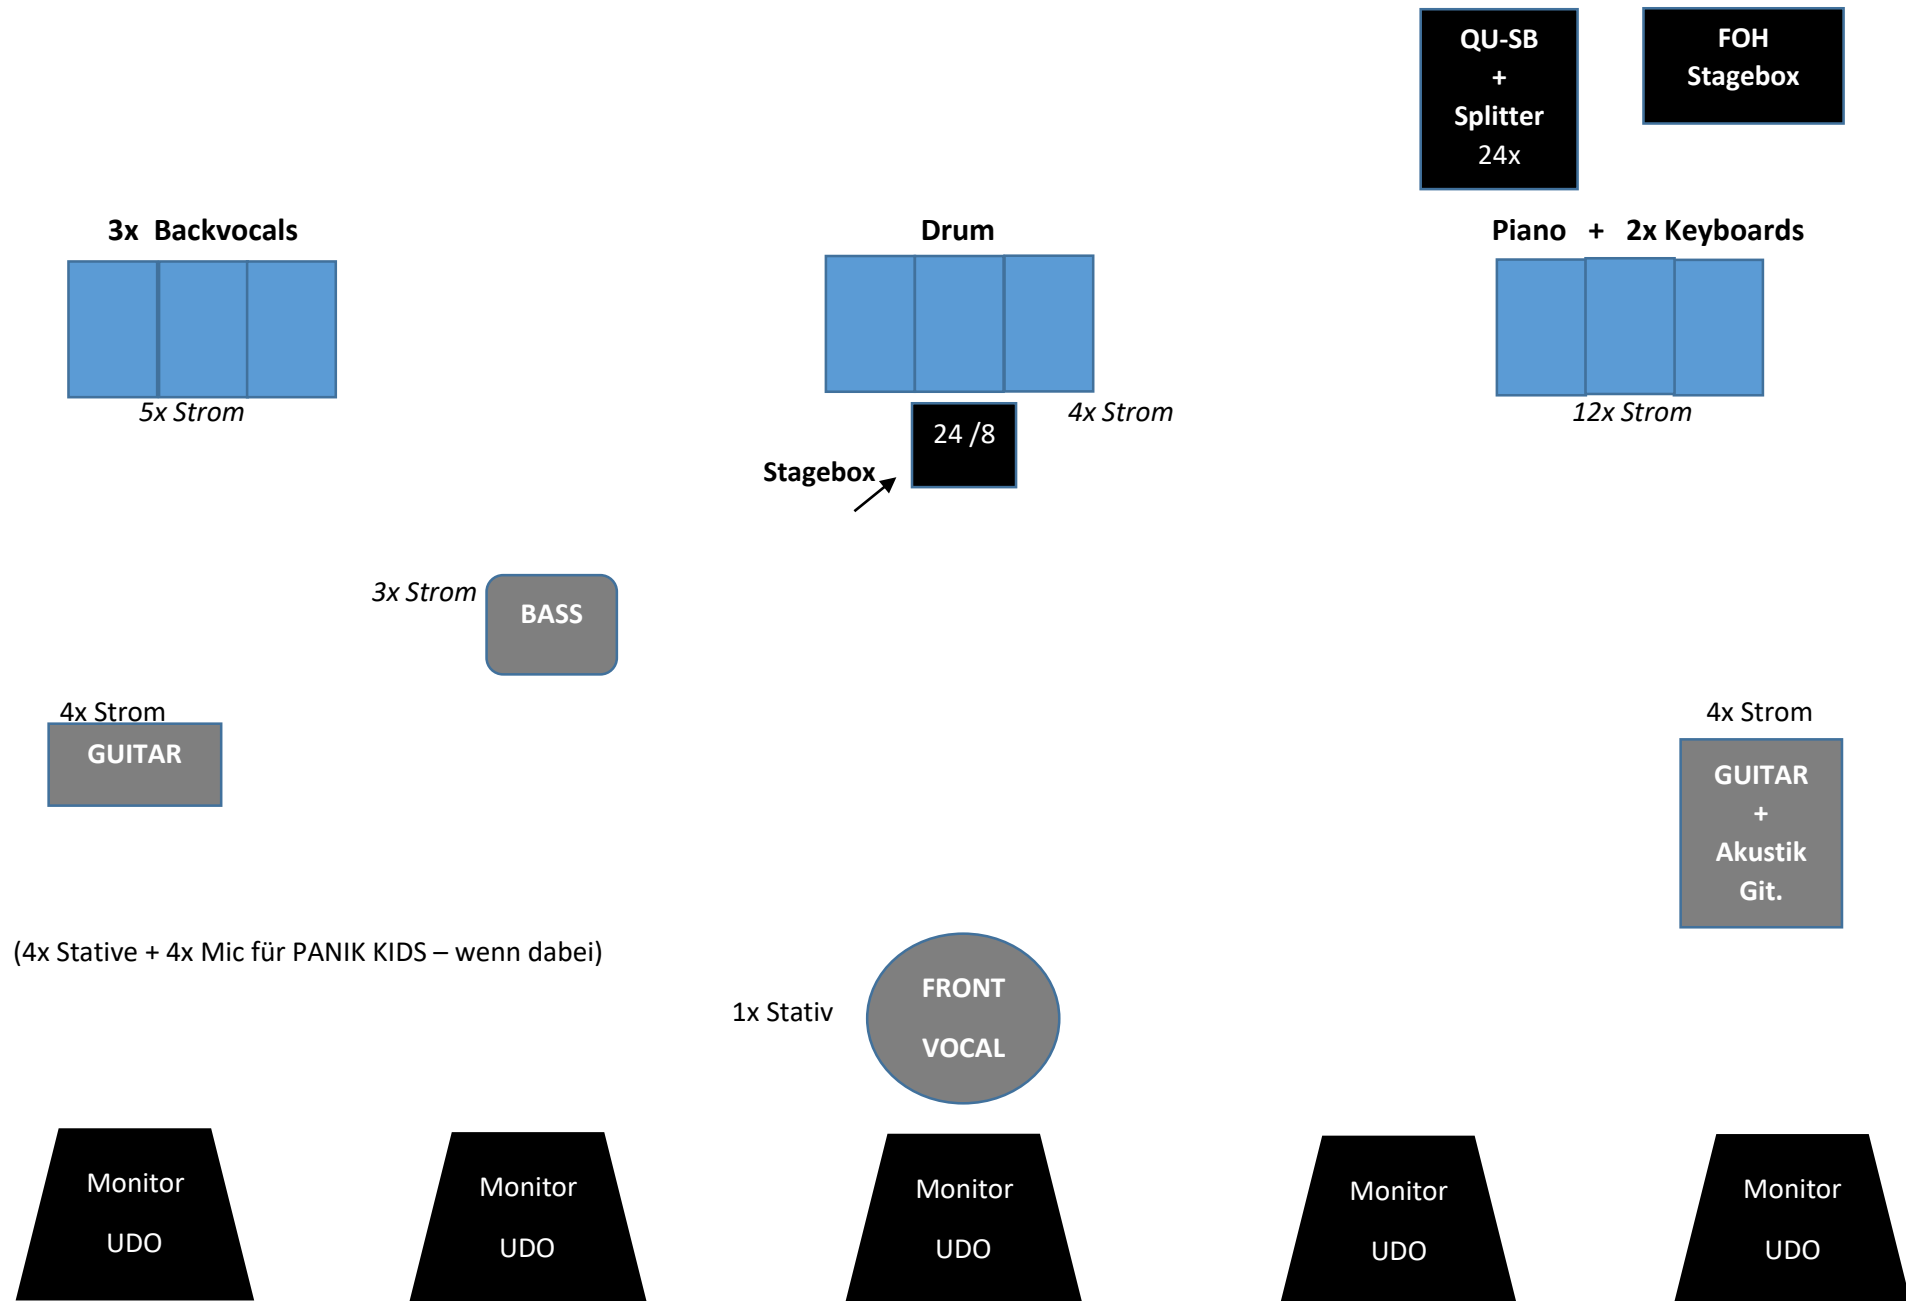 QU-SB
+
Splitter
24x
FOH
Stagebox
3x Backvocals
Drum
Piano + 2x Keyboards
5x Strom
4x Strom
12x Strom
24 /8
Stagebox
3x Strom
BASS
4x Strom
GUITAR
4x Strom
GUITAR
+
Akustik
Git.
(4x Stative + 4x Mic für PANIK KIDS – wenn dabei)
1x Stativ
FRONT
VOCAL
Monitor
UDO
Monitor
UDO
Monitor
UDO
Monitor
UDO
Monitor
UDO